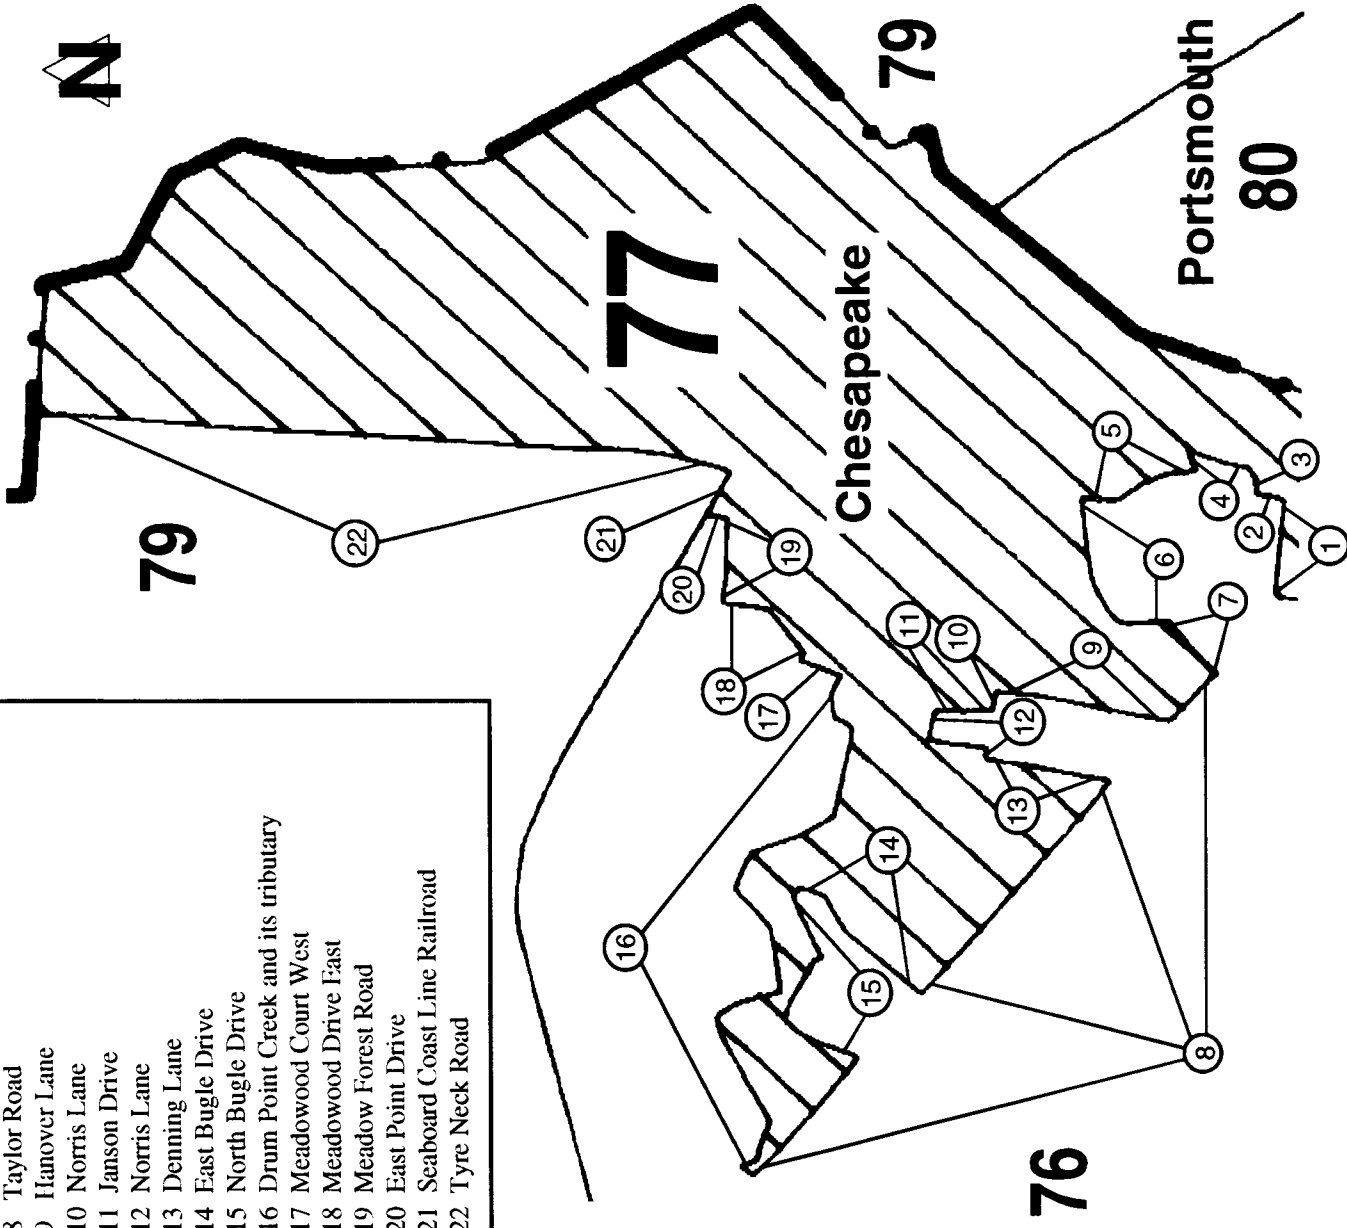 8 Taylor Road
9 Hanover Lane
10 Norris Lane
11 Janson Drive
12 Norris Lane
13 Denning Lane
14 East Bugle Drive
15 North Bugle Drive
16 Drum Point Creek and its tributary
17 Meadowood Court West
18 Meadowood Drive East
19 Meadow Forest Road
20 East Point Drive
21 Seaboard Coast Line Railroad
22 Tyre Neck Road
N
79
22
21
20
19
18
17
16
15
14
13
12
11
10
9
8
7
6
5
4
3
2
1
77
Chesapeake
79
Portsmouth
80
76